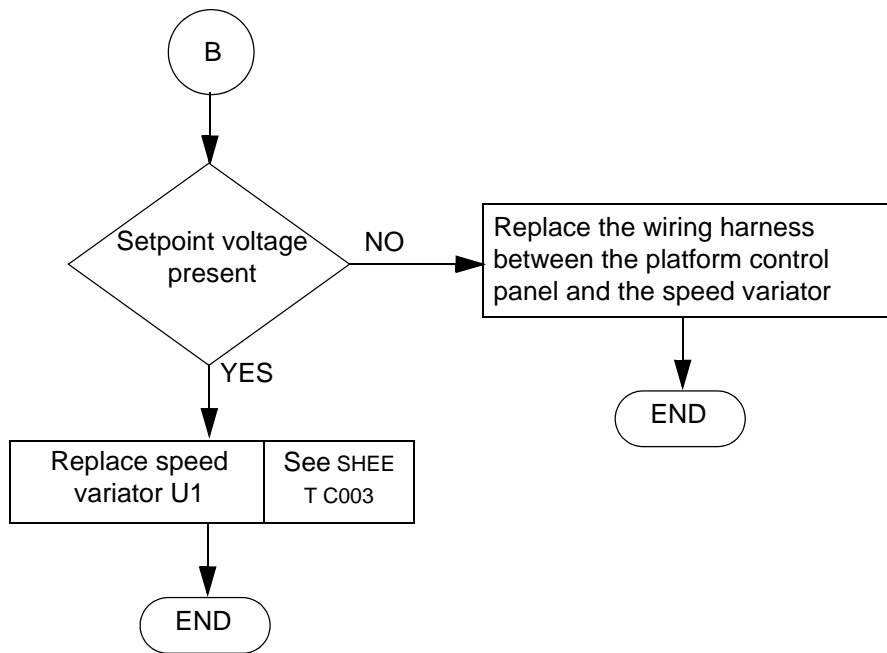 B
Setpoint voltage
present
NO
Replace the wiring harness
between the platform control
panel and the speed variator
YES
END
Replace speed
variator U1
See SHEE
T C003
END